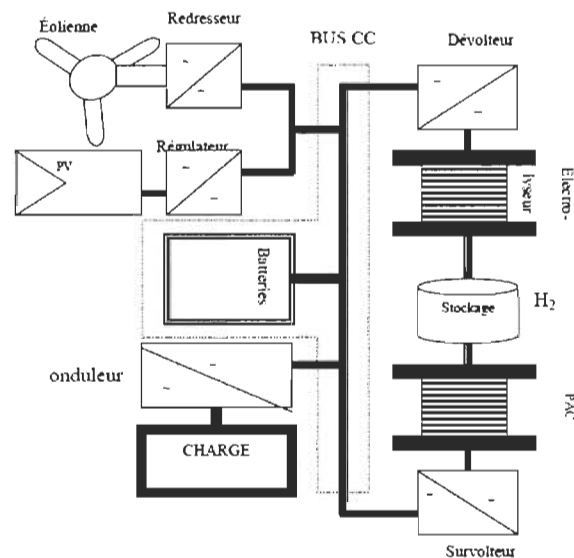 Éolienne
Redresseur
BUS CC
Dévolteur
PV
Régulateur
Electro-
lyseur
Batteries
Stockage
H₂
onduleur
CHARGE
PAC
Survolteur